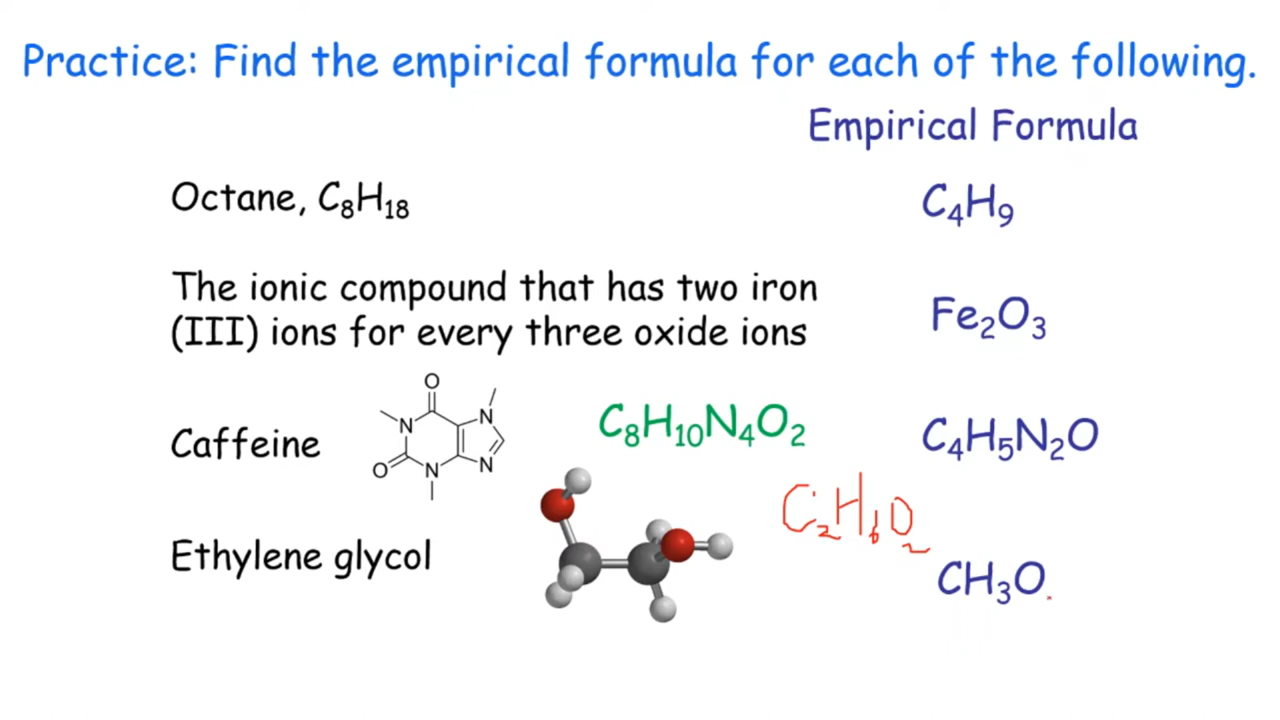 Practice: Find the empirical formula for each of the following.
Empirical Formula
Octane, C₈H₁₈
C₄H₉
The ionic compound that has two iron
(III) ions for every three oxide ions
Fe₂O₃
Caffeine
O
N
N
O
N
N
C₈H₁₀N₄O₂
C₄H₅N₂O
Ethylene glycol
C₂H₆O₂
CH₃O